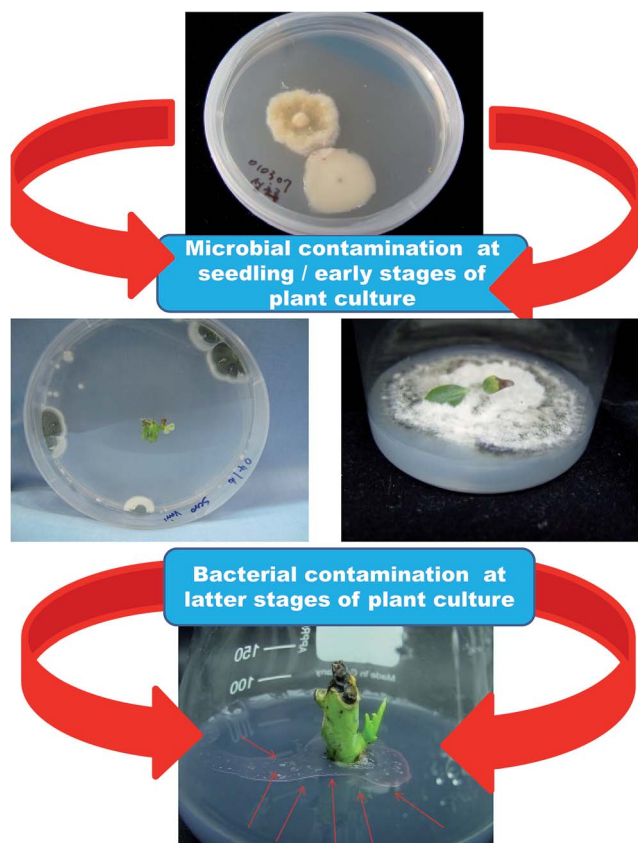 Microbial contamination at
seedling / early stages of
plant culture
Bacterial contamination at
latter stages of plant culture
150
100